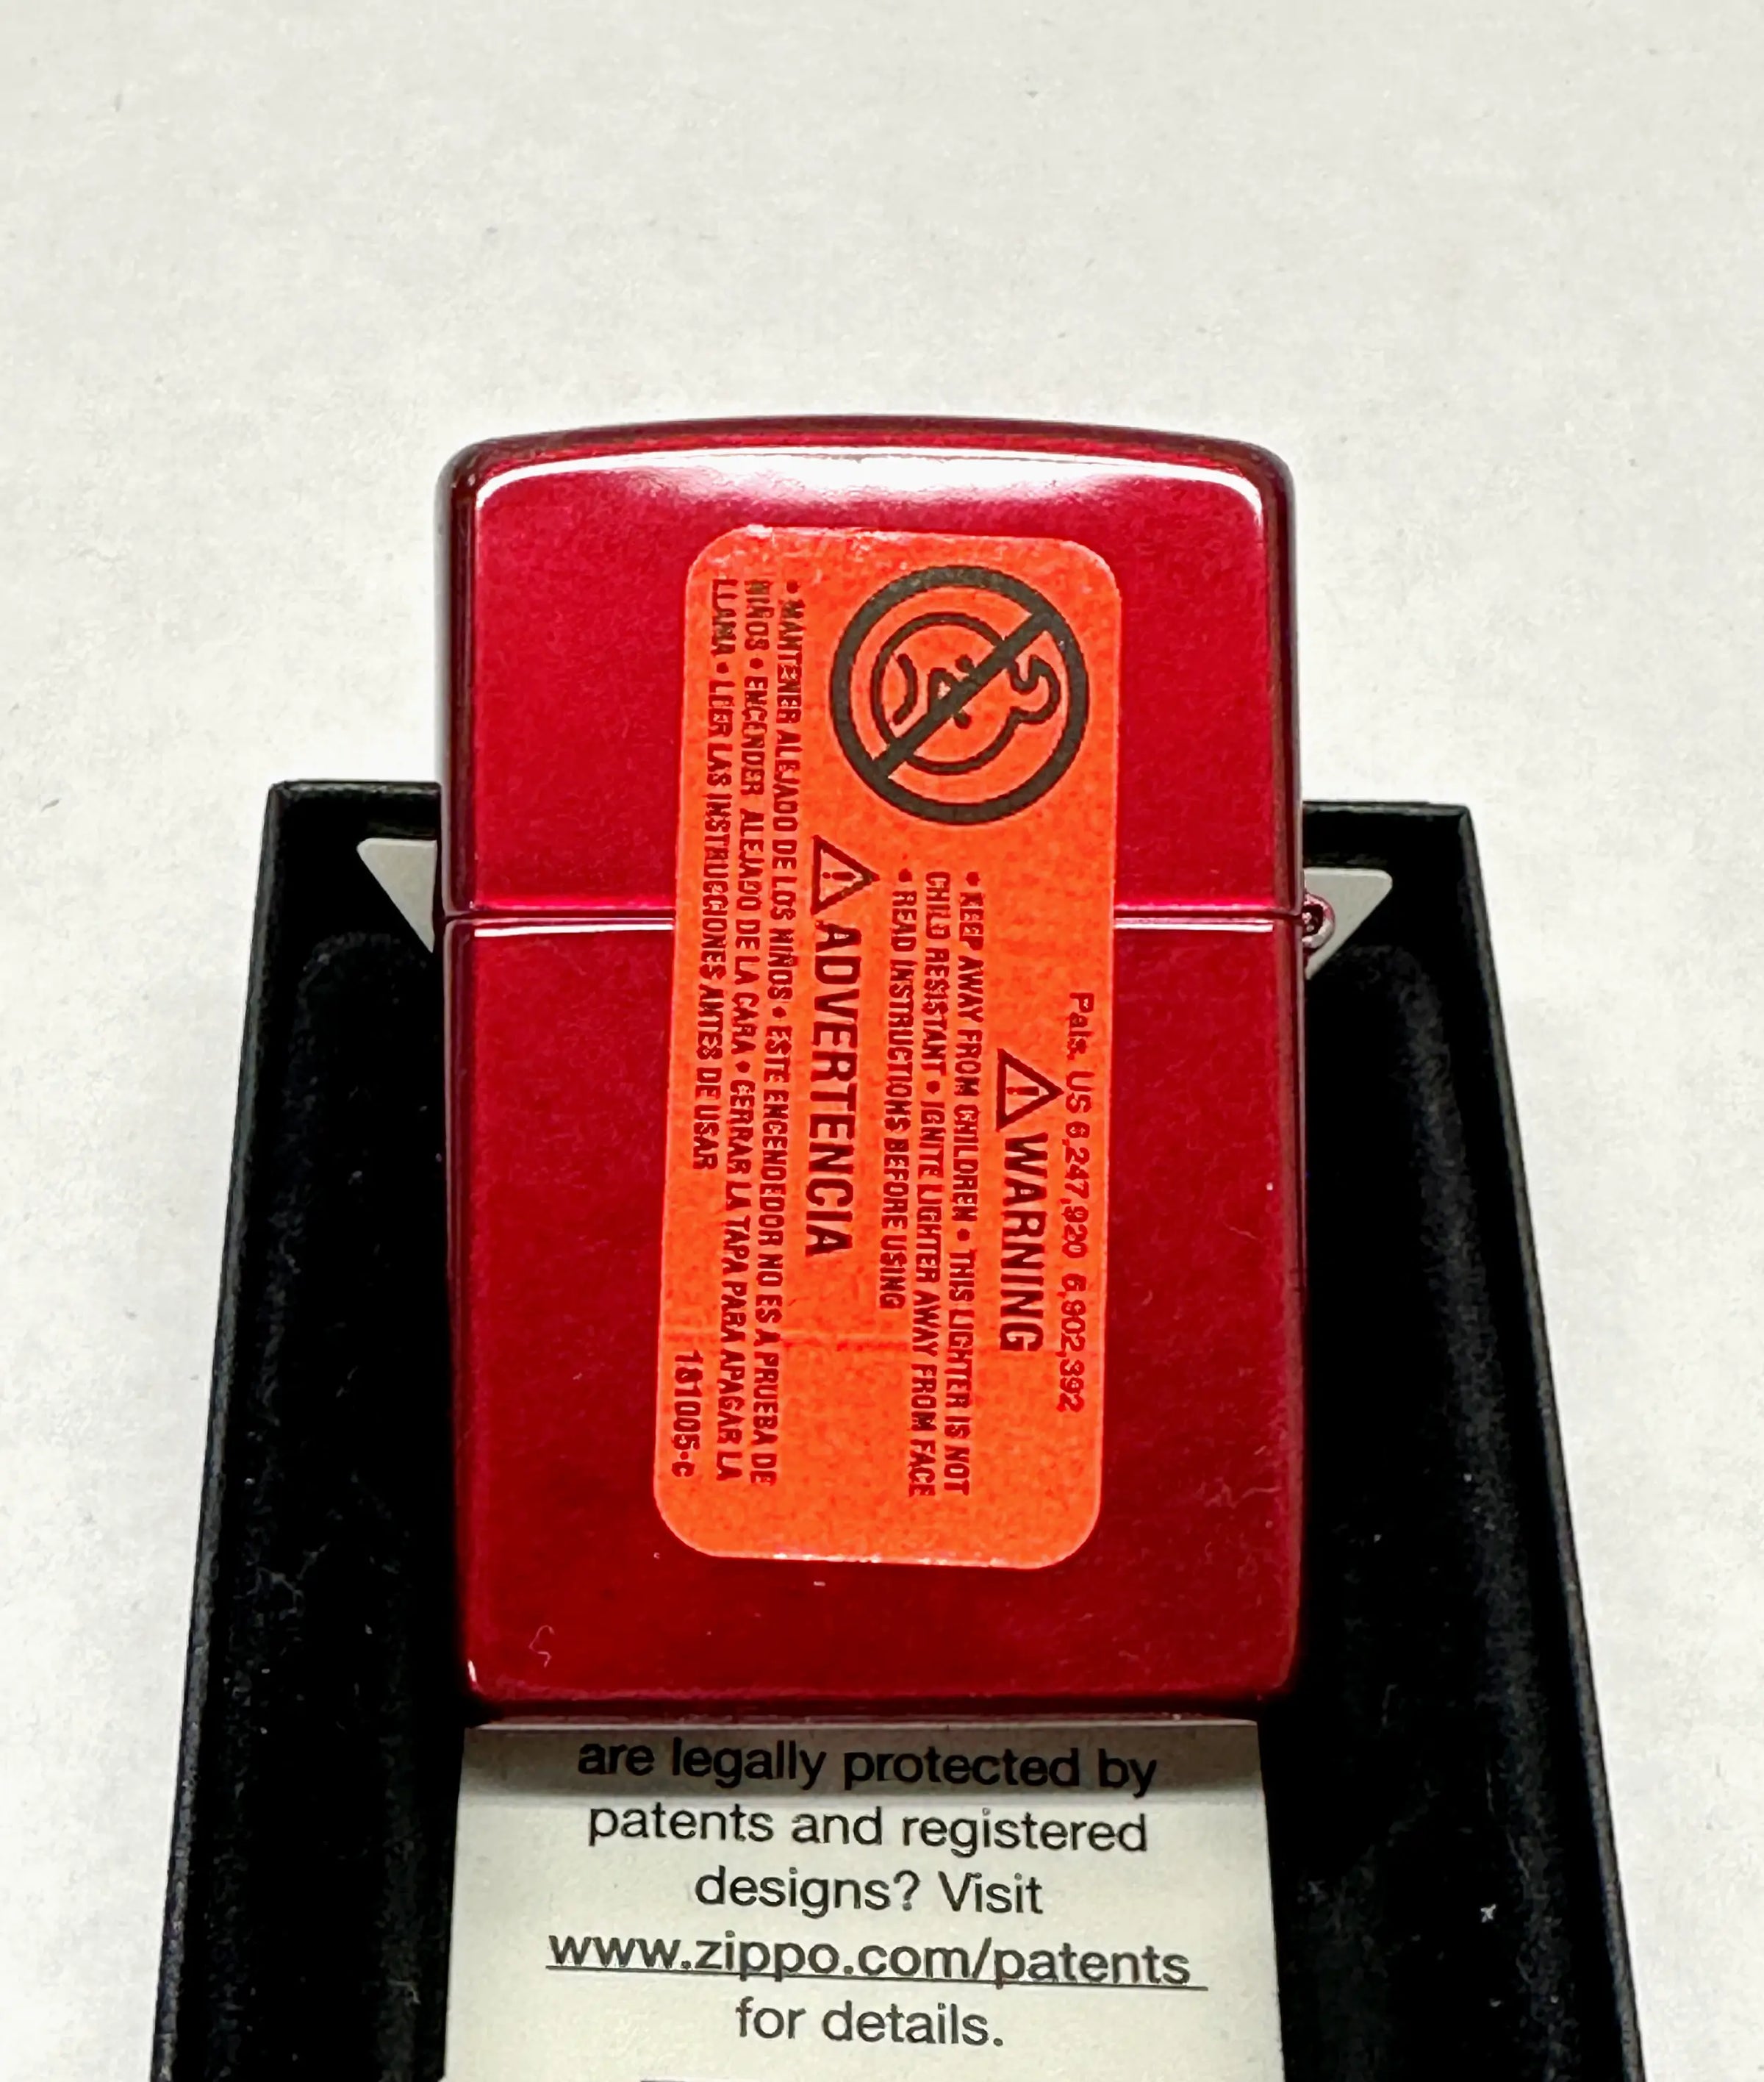 Pats. US 6,247,920 6,902,392
⚠ WARNING
• KEEP AWAY FROM CHILDREN • THIS LIGHTER IS NOT
CHILD RESISTANT • IGNITE LIGHTER AWAY FROM FACE
• READ INSTRUCTIONS BEFORE USING
⚠ ADVERTENCIA
• MANTENER ALEJADO DE LOS NIÑOS • ESTE ENCENDEDOR NO ES A PRUEBA DE
NIÑOS • ENCENDER ALEJADO DE LA CARA • CERRAR LA TAPA PARA APAGAR LA
LLAMA • LEER LAS INSTRUCCIONES ANTES DE USAR
181005-C
are legally protected by
patents and registered
designs? Visit
www.zippo.com/patents
for details.